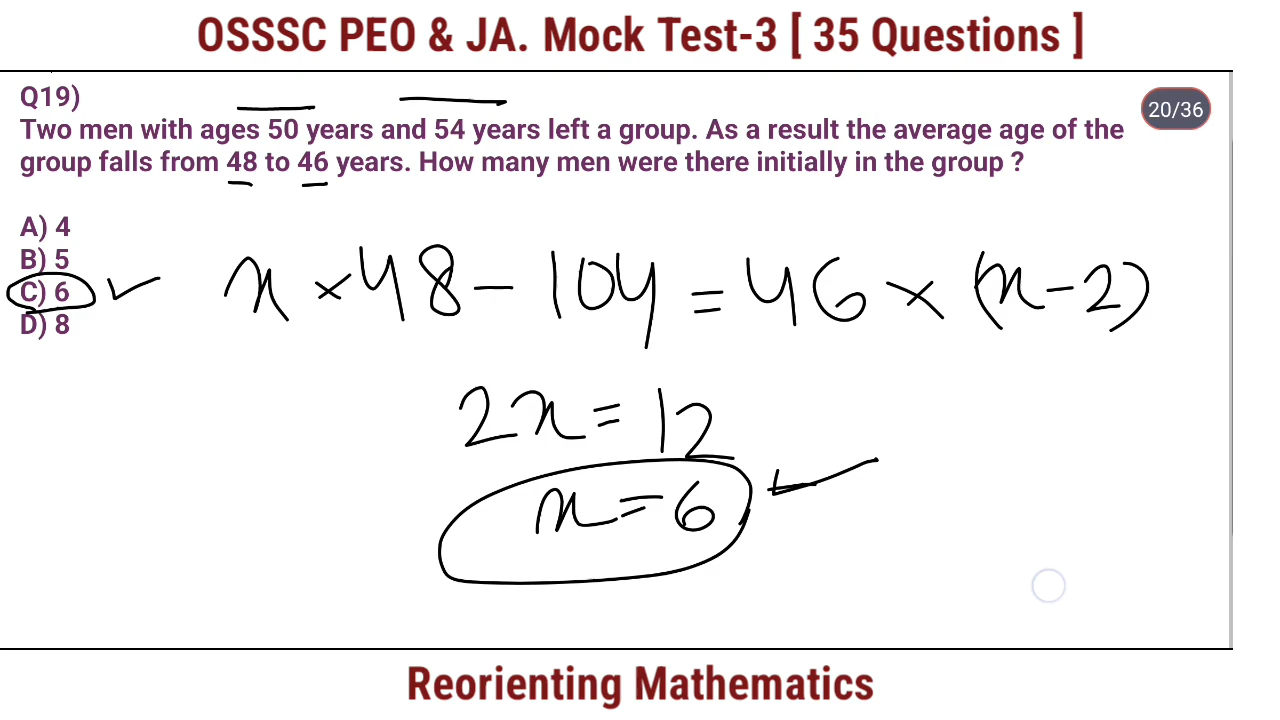 OSSSC PEO & JA. Mock Test-3 [ 35 Questions ]
Q19)
20/36
Two men with ages 50 years and 54 years left a group. As a result the average age of the
group falls from 48 to 46 years. How many men were there initially in the group ?
A) 4
B) 5
C) 6
D) 8
x × 48 - 104 = 46 × (x - 2)
2x = 12
x = 6
Reorienting Mathematics